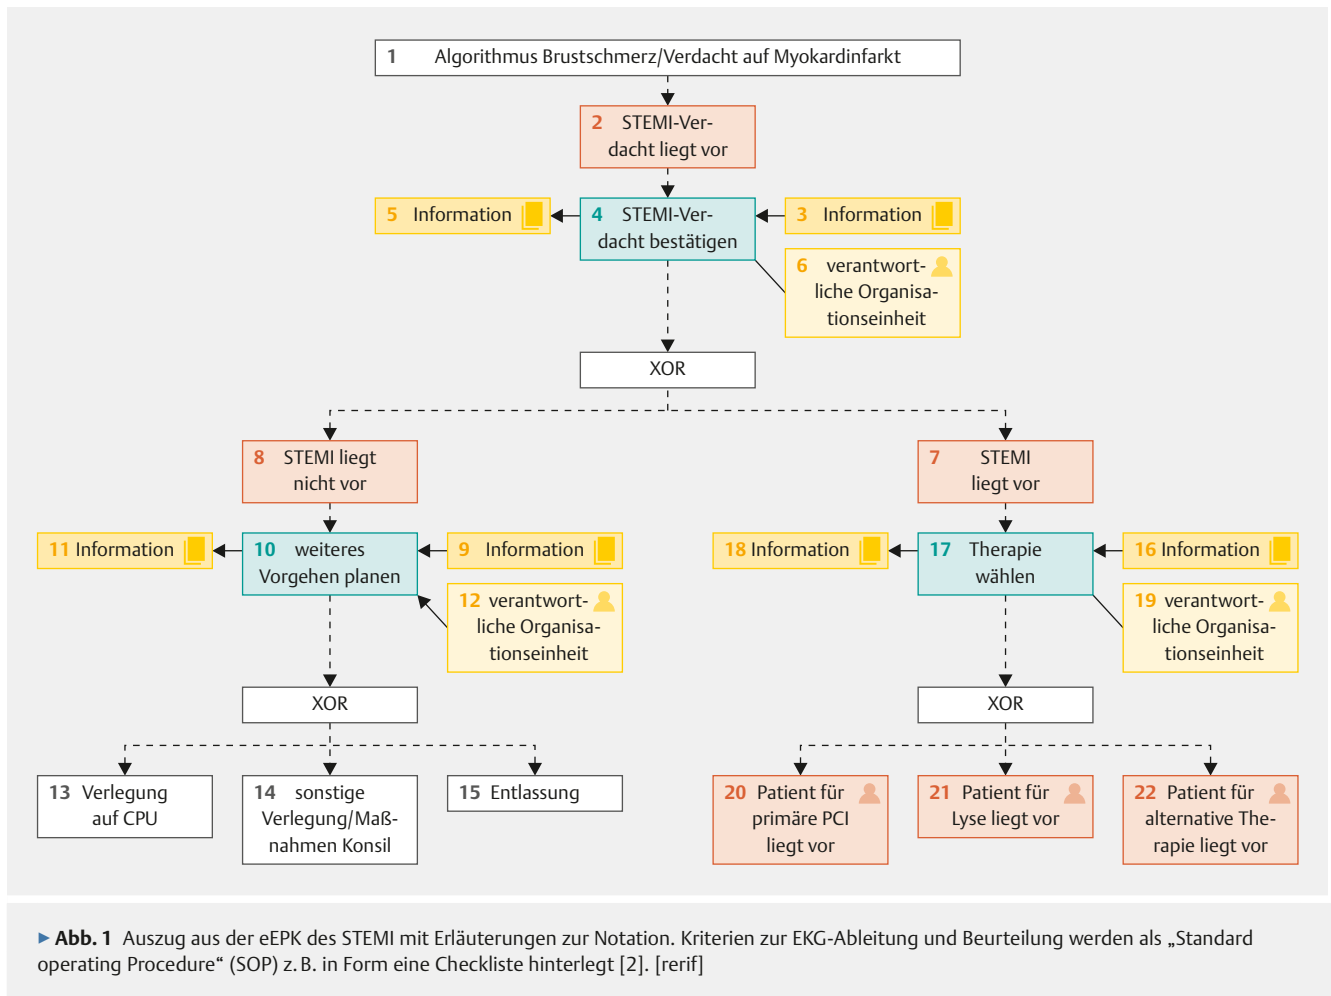 1 Algorithmus Brustschmerz/Verdacht auf Myokardinfarkt
2 STEMI-Ver-
dacht liegt vor
5 Information
4 STEMI-Ver-
dacht bestätigen
3 Information
6 verantwort-
liche Organisa-
tionseinheit
XOR
8 STEMI liegt
nicht vor
7 STEMI
liegt vor
11 Information
10 weiteres
Vorgehen planen
9 Information
12 verantwort-
liche Organisa-
tionseinheit
18 Information
17 Therapie
wählen
16 Information
19 verantwort-
liche Organisa-
tionseinheit
XOR
XOR
13 Verlegung
auf CPU
14 sonstige
Verlegung/Maß-
nahmen Konsil
15 Entlassung
20 Patient für
primäre PCI
liegt vor
21 Patient für
Lyse liegt vor
22 Patient für
alternative The-
rapie liegt vor
▶ Abb. 1 Auszug aus der eEPK des STEMI mit Erläuterungen zur Notation. Kriterien zur EKG-Ableitung und Beurteilung werden als „Standard
operating Procedure“ (SOP) z. B. in Form eine Checkliste hinterlegt [2]. [rerif]